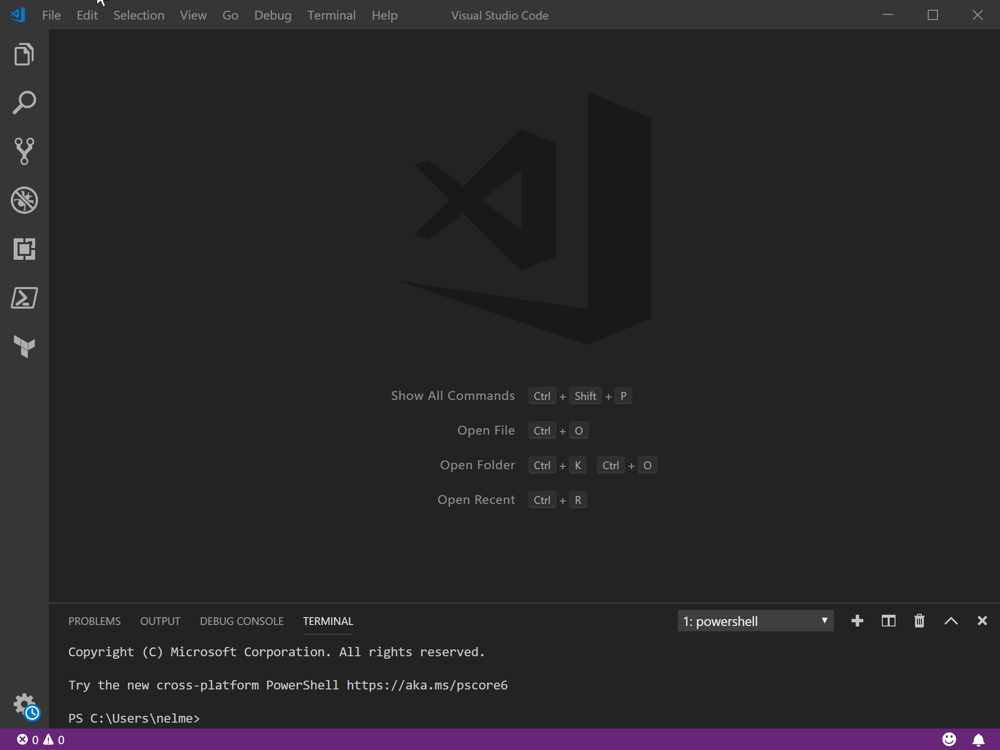 File Edit Selection View Go Debug Terminal Help Visual Studio Code
Show All Commands Ctrl + Shift + P
Open File Ctrl + O
Open Folder Ctrl + K Ctrl + O
Open Recent Ctrl + R
PROBLEMS OUTPUT DEBUG CONSOLE TERMINAL 1: powershell
Copyright (C) Microsoft Corporation. All rights reserved.
Try the new cross-platform PowerShell https://aka.ms/pscore6
PS C:\Users\nelme>
0 0